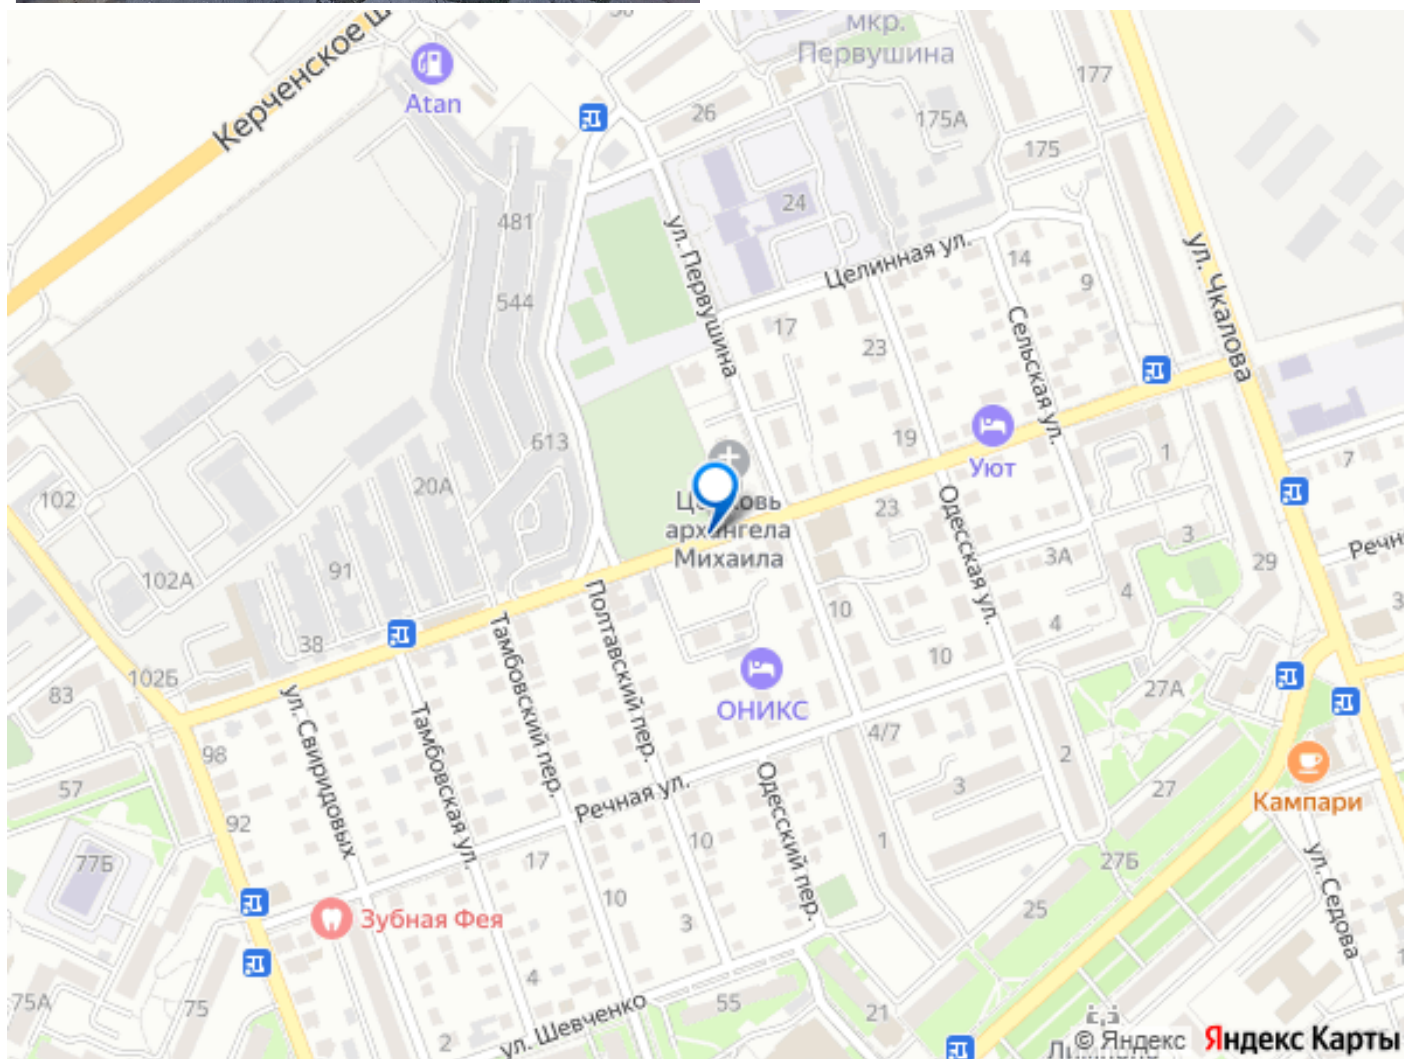 мкр.
Первушина
Керченское ш
Atan
177
26
175А
175
24
481
ул. Первушина
Целинная ул.
ул. Чкалова
14
9
544
17
23
Сельская ул.
613
19
Уют
1
7
102
20А
Церковь
архангела
Михаила
23
Одесская ул.
3
3А
29
Речн
91
102А
4
3
38
Полтавский пер.
Тамбовский пер.
10
4
10
102Б
83
27А
ул. Свиридовых
Тамбовская ул.
ОНИКС
98
4/7
2
57
Речная ул.
Одесский пер.
3
27
Кампари
92
77Б
17
10
1
27Б
ул. Седова
10
3
25
Зубная Фея
4
75А
75
ул. Шевченко
55
21
2
© Яндекс Яндекс Карты